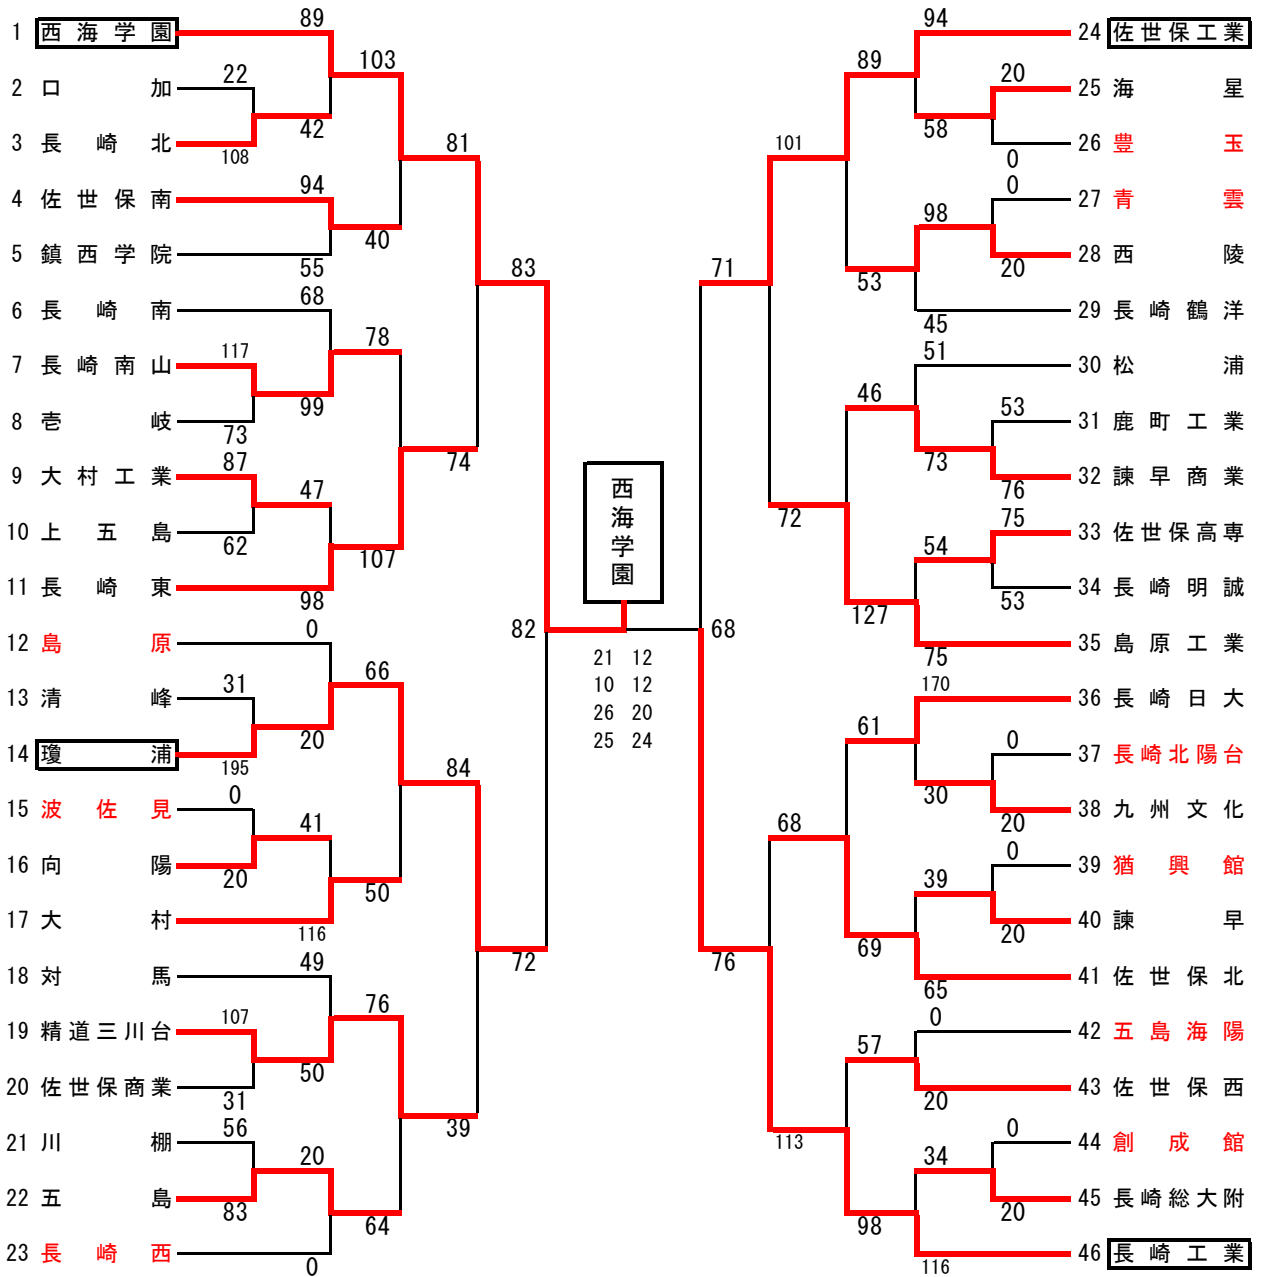 1 西海学園
2 口加
3 長崎北
4 佐世保南
5 鎮西学院
6 長崎南
7 長崎南山
8 壱岐
9 大村工業
10 上五島
11 長崎東
12 島原
13 清峰
14 瓊浦
15 波佐見
16 向陽
17 大村
18 対馬
19 精道三川台
20 佐世保商業
21 川棚
22 五島
23 長崎西
22
108
117
73
87
62
31
195
0
20
107
31
56
83
89
42
94
55
68
99
47
98
0
20
41
116
49
50
20
0
103
40
78
107
66
50
76
64
81
74
84
39
83
72
82
西海学園
21 12
10 12
26 20
25 24
68
71
76
101
72
68
113
89
53
46
127
61
69
57
98
94
58
98
45
51
73
54
75
170
30
39
65
0
20
34
116
20
0
0
20
53
76
75
53
0
20
0
20
0
20
24 佐世保工業
25 海星
26 豊玉
27 青雲
28 西陵
29 長崎鶴洋
30 松浦
31 鹿町工業
32 諫早商業
33 佐世保高専
34 長崎明誠
35 島原工業
36 長崎日大
37 長崎北陽台
38 九州文化
39 猶興館
40 諫早
41 佐世保北
42 五島海陽
43 佐世保西
44 創成館
45 長崎総大附
46 長崎工業